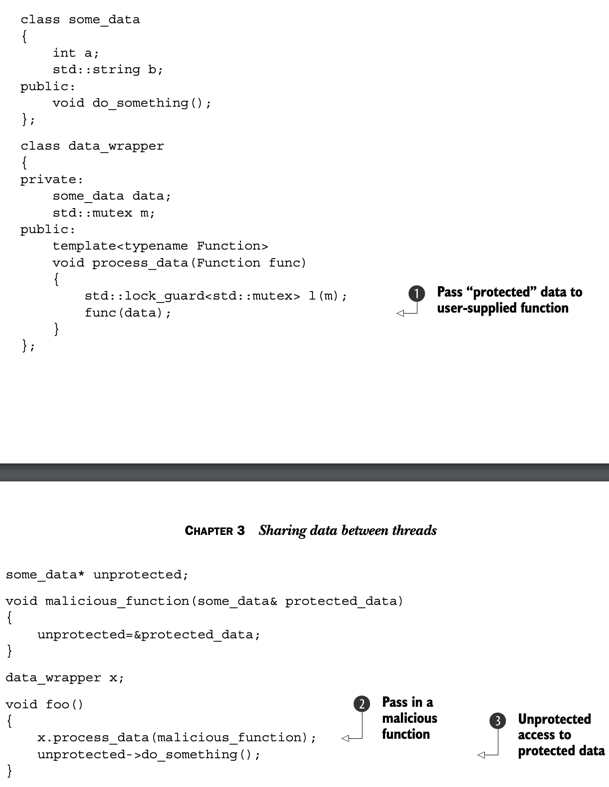 class some_data
{
    int a;
    std::string b;
public:
    void do_something();
};
class data_wrapper
{
private:
    some_data data;
    std::mutex m;
public:
    template<typename Function>
    void process_data(Function func)
    {
        std::lock_guard<std::mutex> l(m);
        func(data);
    }
};
1 Pass “protected” data to
user-supplied function
CHAPTER 3 Sharing data between threads
some_data* unprotected;
void malicious_function(some_data& protected_data)
{
    unprotected=&protected_data;
}
data_wrapper x;
void foo()
{
    x.process_data(malicious_function);
    unprotected->do_something();
}
2 Pass in a
malicious
function
3 Unprotected
access to
protected data